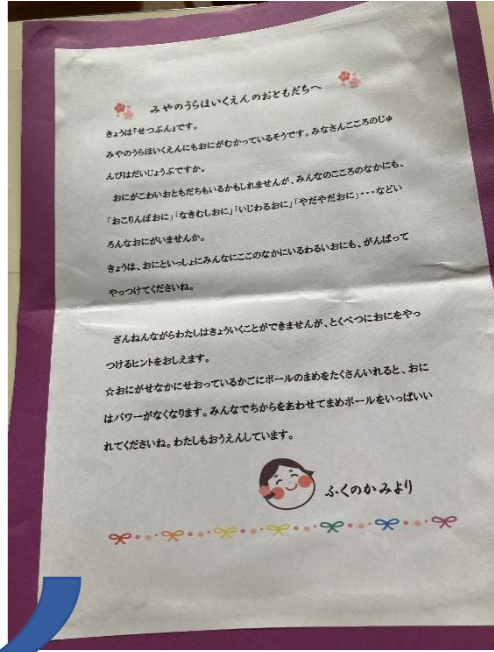 みやのうらほいくえんのおともだちへ
きょうは「せつぶん」です。
みやのうらほいくえんにもおにがむかっているそうです。みなさんこころのじゅ
んびはだいじょうぶですか。
おにがこわいおともだちもいるかもしれませんが、みんなのこころのなかにも、
「おこりんぼおに」「なきむしおに」「いじわるおに」「やだやだおに」・・・などい
ろんなおにがいませんか。
きょうは、おにといっしょにみんなにここのなかにいるわるいおにも、がんばって
やっつけてくださいね。
ざんねんながらわたしはきょういくことができませんが、とくべつにおにをやっ
つけるヒントをおしえます。
☆おにがせなかにせおっているかごにボールのまめをたくさんいれると、おに
はパワーがなくなります。みんなでちからをあわせてまめボールをいっぱいい
れてくださいね。わたしもおうえんしています。
ふくのかみより